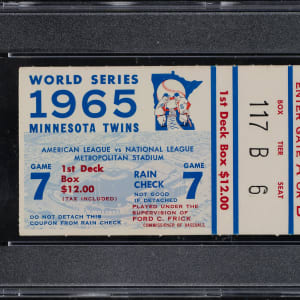 WORLD SERIES
1965
MINNESOTA TWINS
AMERICAN LEAGUE vs NATIONAL LEAGUE
METROPOLITAN STADIUM
GAME
7
1st Deck
Box
$12.00
(TAX INCLUDED)
RAIN
CHECK
NOT GOOD
IF DETACHED
GAME
7
DO NOT DETACH THIS
COUPON FROM RAIN CHECK
PLAYED UNDER THE
SUPERVISION OF
FORD C. FRICK
COMMISSIONER OF BASEBALL
1st Deck
Box
$12.00
BOX TIER SEAT
117 B 6
ENTER GATE A OR